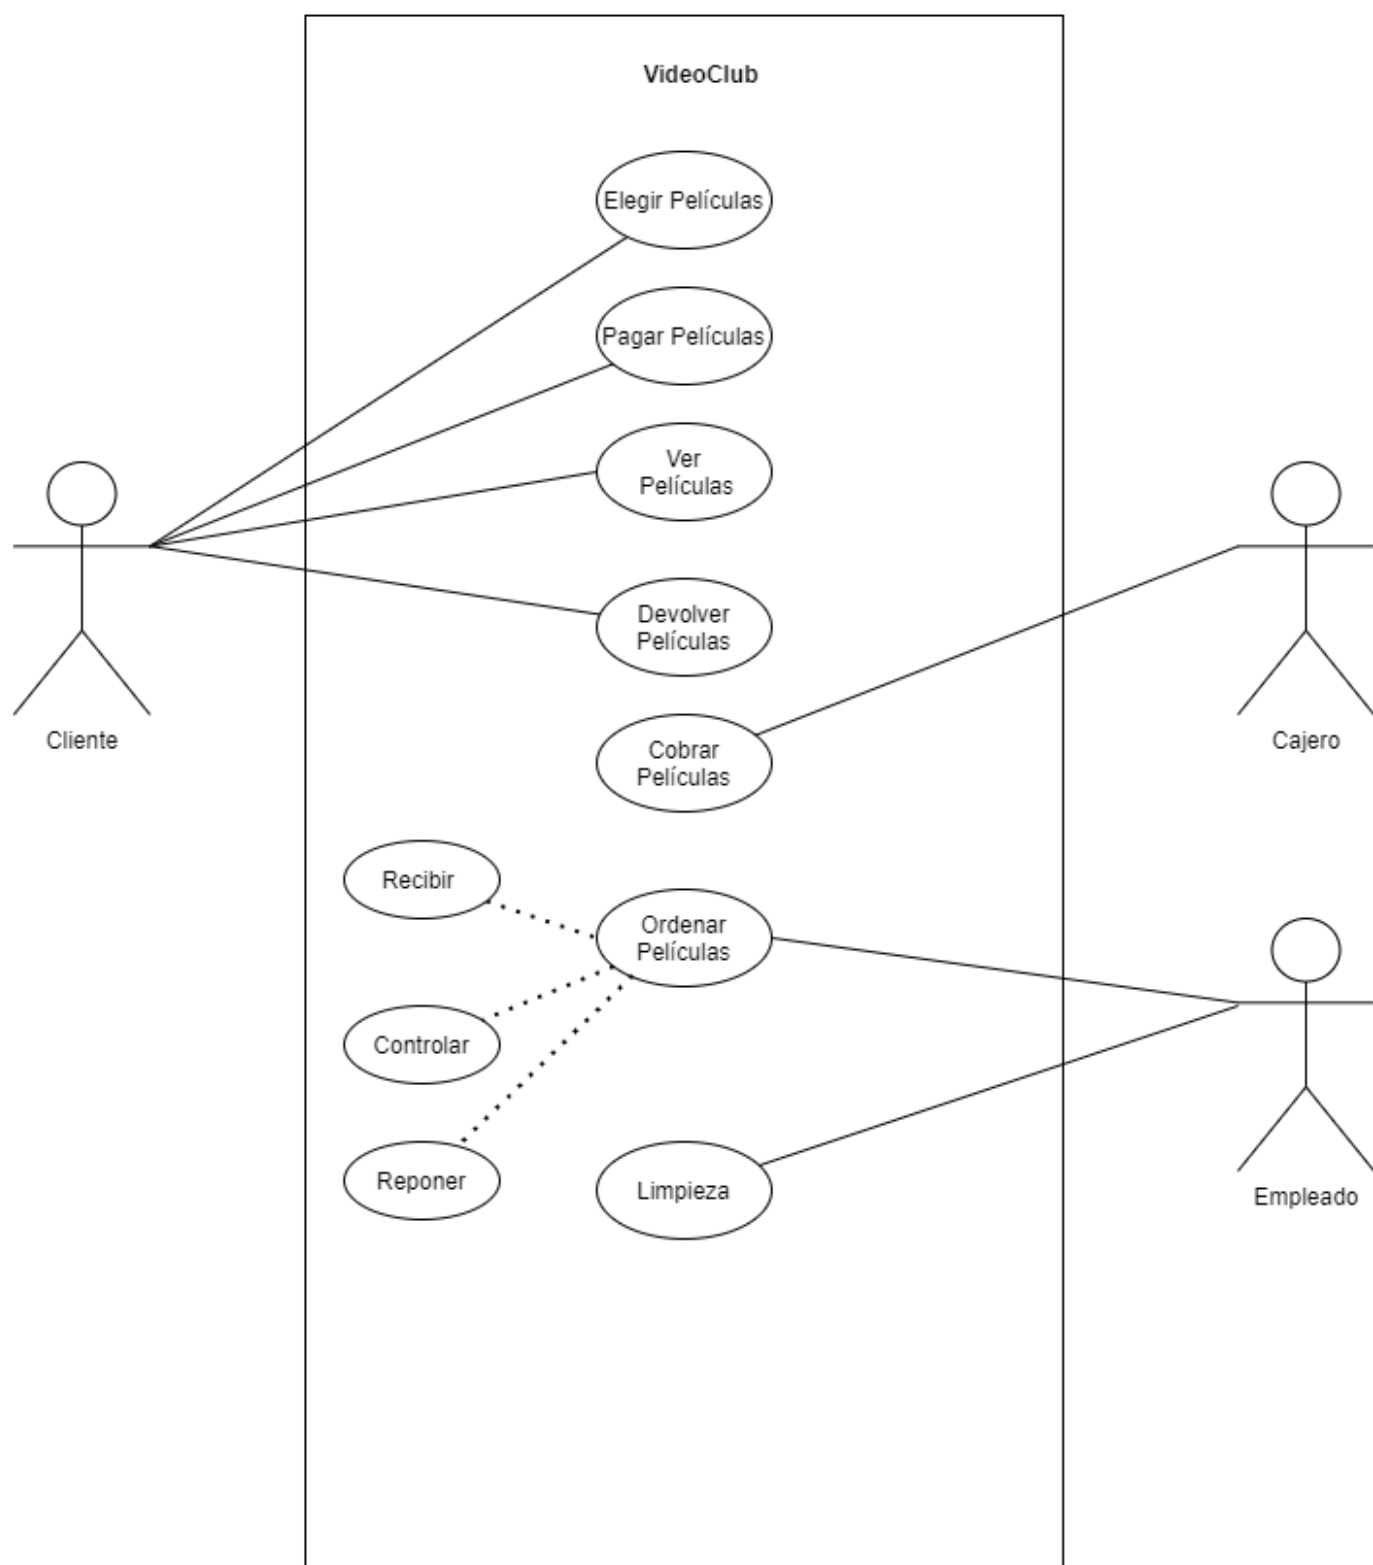 VideoClub
Elegir Películas
Pagar Películas
Ver
Películas
Devolver
Películas
Cliente
Cobrar
Películas
Cajero
Recibir
Ordenar
Películas
Controlar
Reponer
Limpieza
Empleado